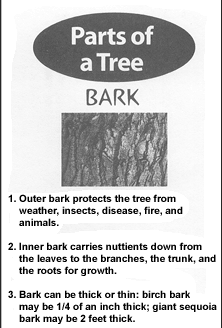 Parts of
a Tree
BARK
1. Outer bark protects the tree from
weather, insects, disease, fire, and
animals.
2. Inner bark carries nuttients down from
the leaves to the branches, the trunk, and
the roots for growth.
3. Bark can be thick or thin: birch bark
may be 1/4 of an inch thick; giant sequoia
bark may be 2 feet thick.